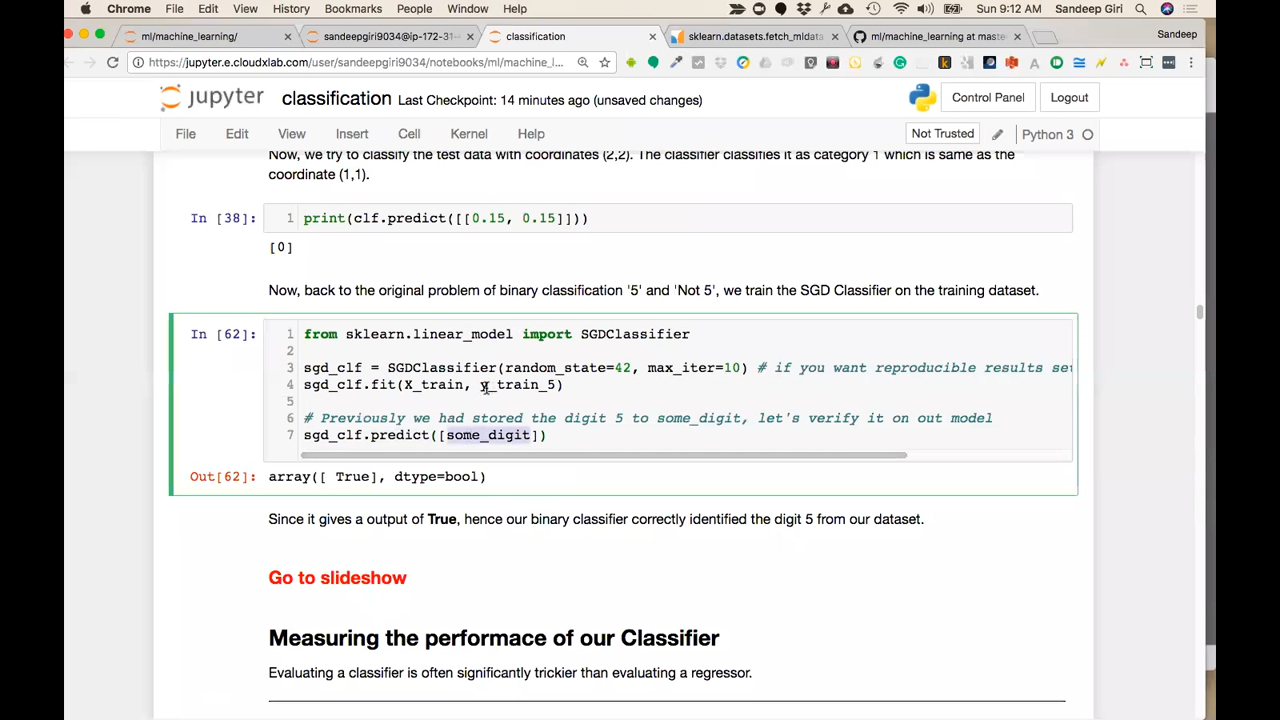 Chrome File Edit View History Bookmarks People Window Help Sun 9:12 AM Sandeep Giri
ml/machine_learning/ sandeepgiri9034@ip-172-31- classification sklearn.datasets.fetch_mldata ml/machine_learning at maste Sandeep
https://jupyter.e.cloudxlab.com/user/sandeepgiri9034/notebooks/ml/machine_l...
jupyter classification Last Checkpoint: 14 minutes ago (unsaved changes) Control Panel Logout
File Edit View Insert Cell Kernel Help Not Trusted Python 3
Now, we try to classify the test data with coordinates (2,2). The classifier classifies it as category 1 which is same as the
coordinate (1,1).
In [38]: 1 print(clf.predict([[0.15, 0.15]]))
[0]
Now, back to the original problem of binary classification '5' and 'Not 5', we train the SGD Classifier on the training dataset.
In [62]: 1 from sklearn.linear_model import SGDClassifier
2
3 sgd_clf = SGDClassifier(random_state=42, max_iter=10) # if you want reproducible results set
4 sgd_clf.fit(X_train, y_train_5)
5
6 # Previously we had stored the digit 5 to some_digit, let's verify it on out model
7 sgd_clf.predict([some_digit])
Out[62]: array([ True], dtype=bool)
Since it gives a output of True, hence our binary classifier correctly identified the digit 5 from our dataset.
Go to slideshow
Measuring the performace of our Classifier
Evaluating a classifier is often significantly trickier than evaluating a regressor.